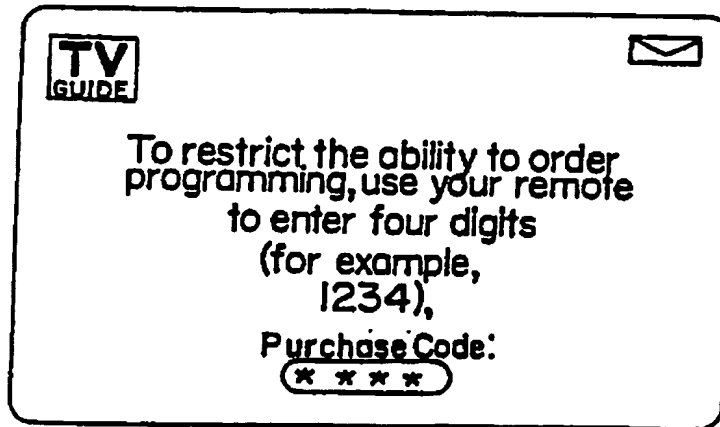 TV
GUIDE
To restrict the ability to order
programming, use your remote
to enter four digits
(for example,
1234),
Purchase Code:
* * * *